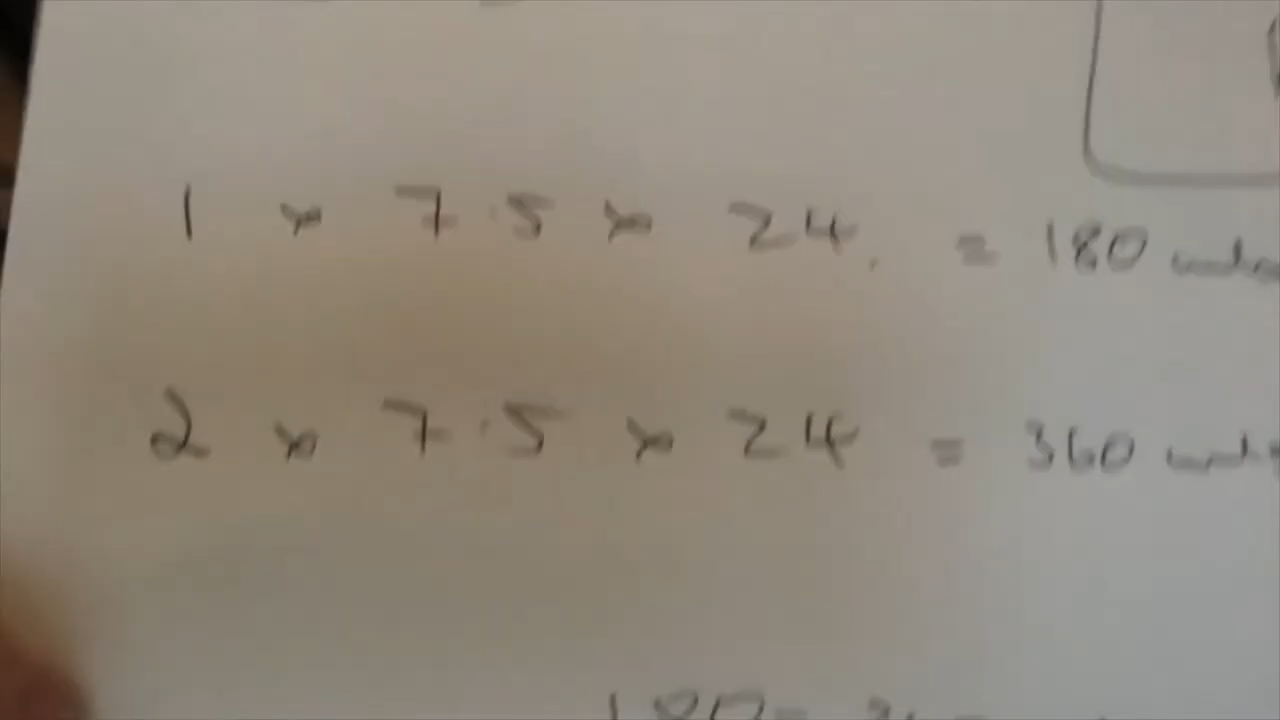 1 x 7.5 x 24. = 180
2 x 7.5 x 24 = 360